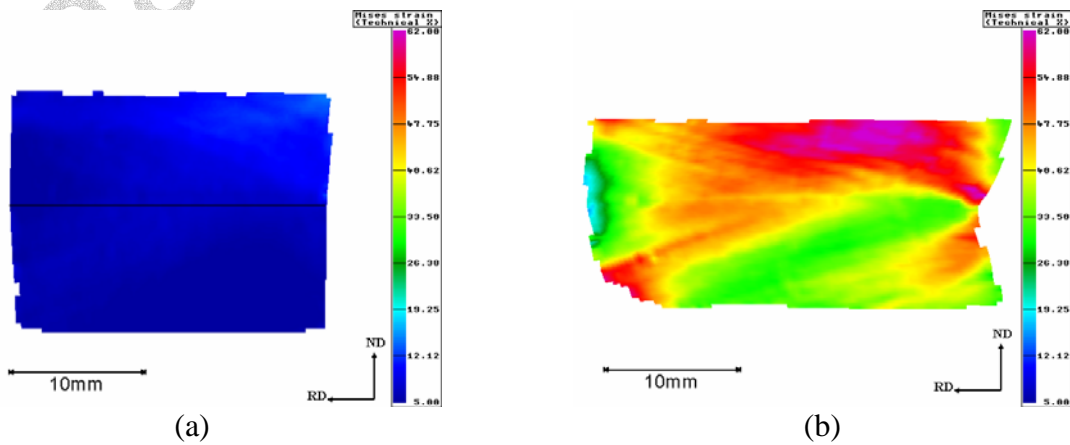 Mises strain
(Technical %)
62.00
54.88
47.75
40.62
33.50
26.38
19.25
12.12
5.00
ND
RD
10mm
(a)
Mises strain
(Technical %)
62.00
54.88
47.75
40.62
33.50
26.38
19.25
12.12
5.00
ND
RD
10mm
(b)